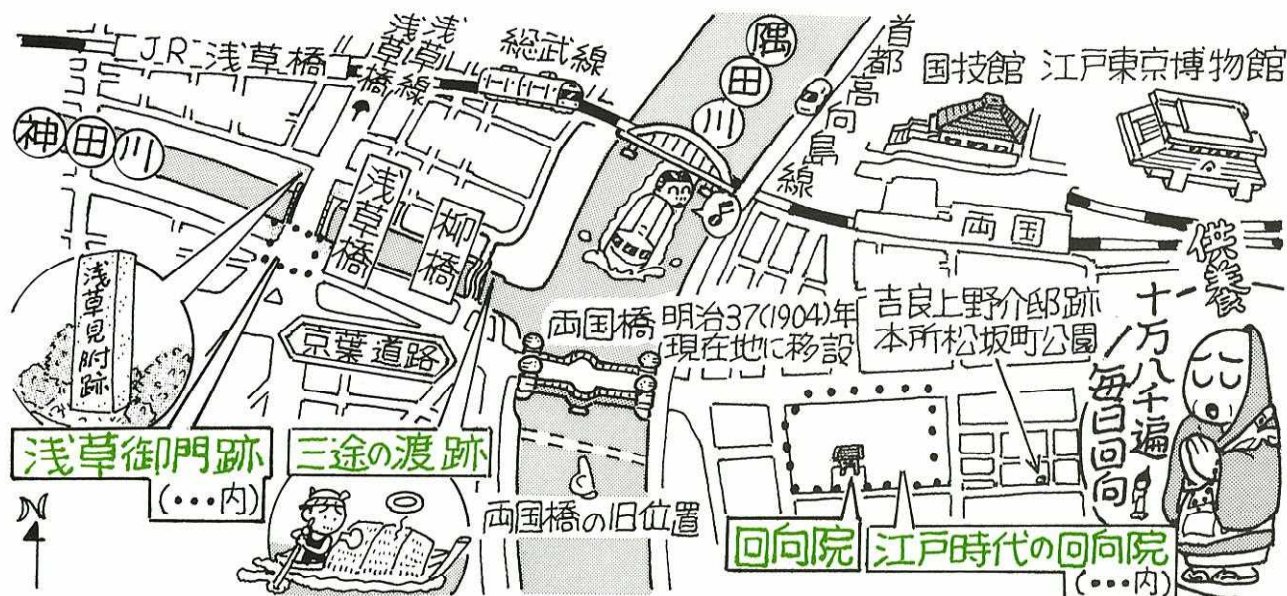 JR浅草橋
浅草橋
浅草線
総武線
隅田川
首都高向島線
国技館
江戸東京博物館
神田川
浅草橋
柳橋
両国
供養
浅草見附跡
京葉道路
両国橋
明治37(1904)年
現在地に移設
吉良上野介邸跡
本所松坂町公園
十万八千遍
毎日回向
浅草御門跡
(•••内)
三途の渡跡
両国橋の旧位置
回向院
江戸時代の回向院
(•••内)
N